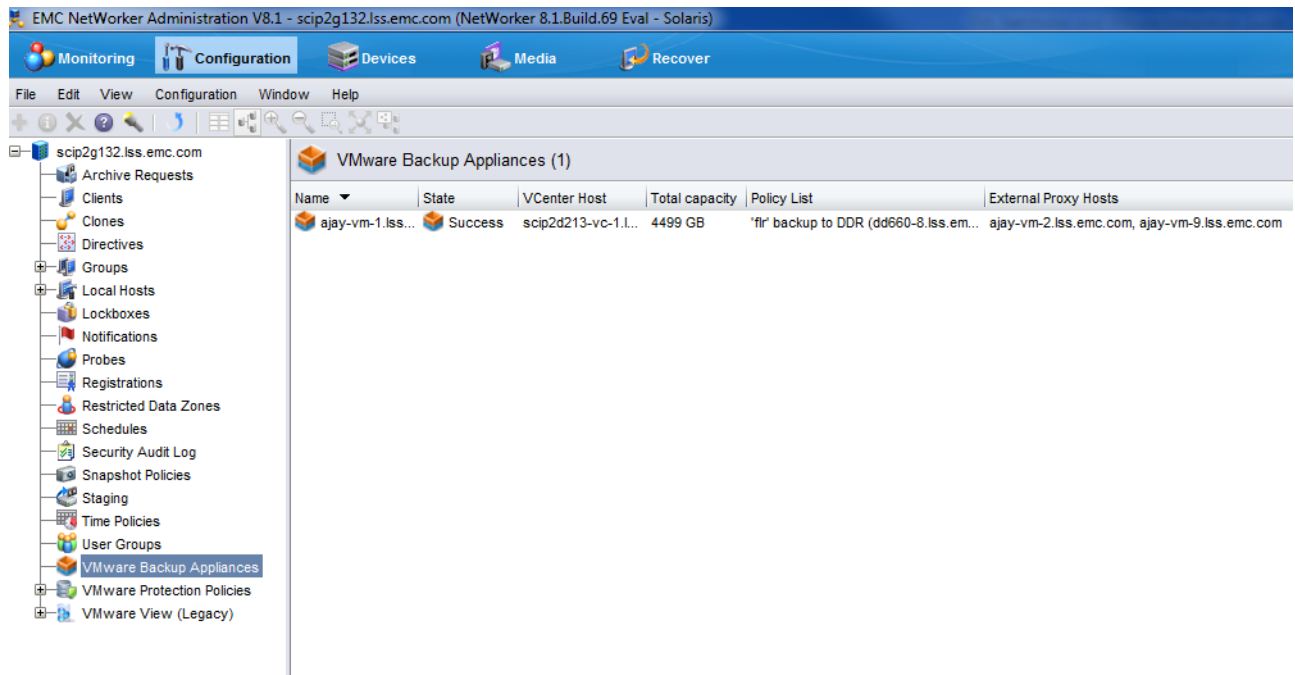 EMC NetWorker Administration V8.1 - scip2g132.lss.emc.com (NetWorker 8.1.Build.69 Eval - Solaris)
Monitoring Configuration Devices Media Recover
File Edit View Configuration Window Help
scip2g132.lss.emc.com
Archive Requests
Clients
Clones
Directives
Groups
Local Hosts
Lockboxes
Notifications
Probes
Registrations
Restricted Data Zones
Schedules
Security Audit Log
Snapshot Policies
Staging
Time Policies
User Groups
VMware Backup Appliances
VMware Protection Policies
VMware View (Legacy)
VMware Backup Appliances (1)
Name State VCenter Host Total capacity Policy List External Proxy Hosts
ajay-vm-1.lss... Success scip2d213-vc-1.l... 4499 GB 'flr' backup to DDR (dd660-8.lss.em... ajay-vm-2.lss.emc.com, ajay-vm-9.lss.emc.com